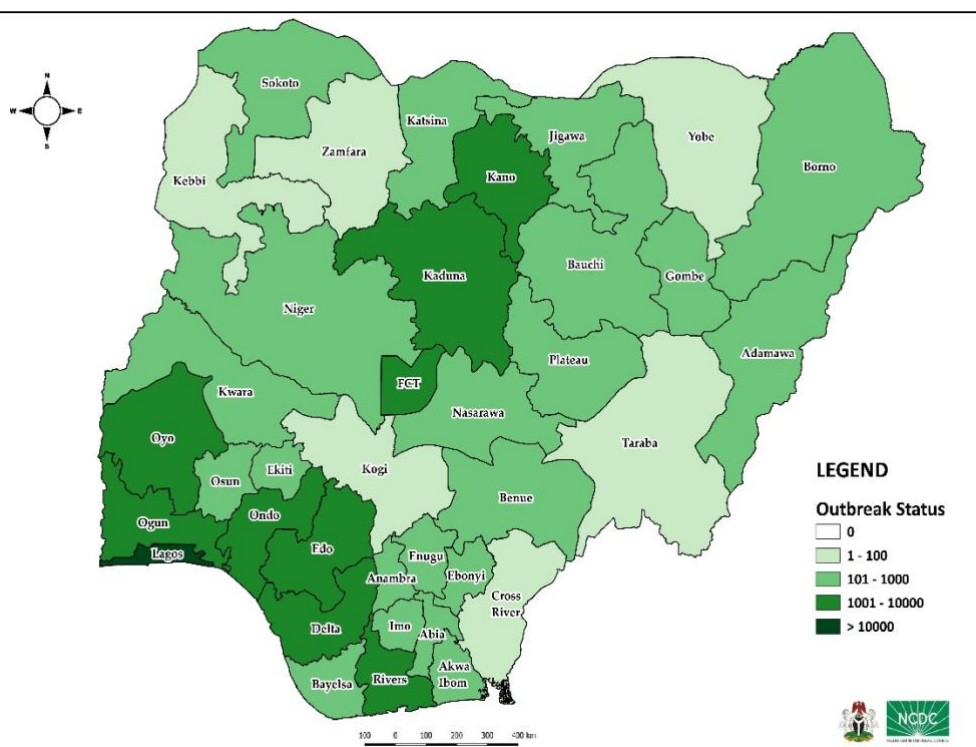 N
W E
S
Sokoto
Katsina
Jigawa
Yobe
Borno
Zamfara
Kebbi
Kano
Kaduna
Bauchi
Gombe
Niger
Plateau
Adamawa
FCT
Kwara
Nasarawa
Taraba
Oyo
Kogi
Osun
Ekiti
Benue
Ogun
Ondo
Lagos
Edo
Enugu
Anambra
Ebonyi
Cross
River
Delta
Imo
Abia
Akwa
Ibom
Bayelsa
Rivers
LEGEND
Outbreak Status
0
1 - 100
101 - 1000
1001 - 10000
> 10000
100 0 100 200 300 400 km
NCDC